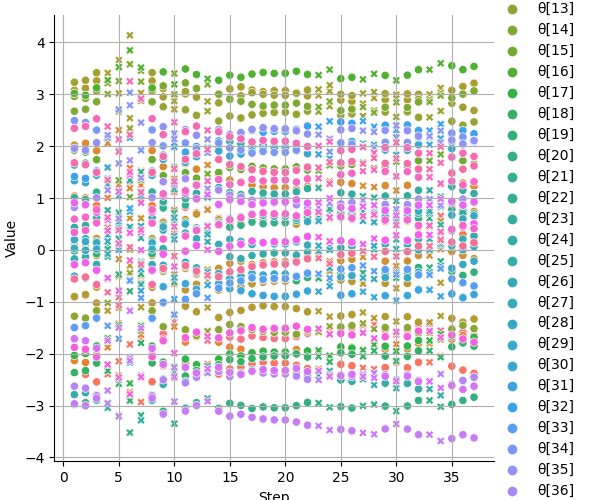 4
3
2
1
0
−1
−2
−3
−4
Value
0
5
10
15
20
25
30
35
Step
θ[13]
θ[14]
θ[15]
θ[16]
θ[17]
θ[18]
θ[19]
θ[20]
θ[21]
θ[22]
θ[23]
θ[24]
θ[25]
θ[26]
θ[27]
θ[28]
θ[29]
θ[30]
θ[31]
θ[32]
θ[33]
θ[34]
θ[35]
θ[36]